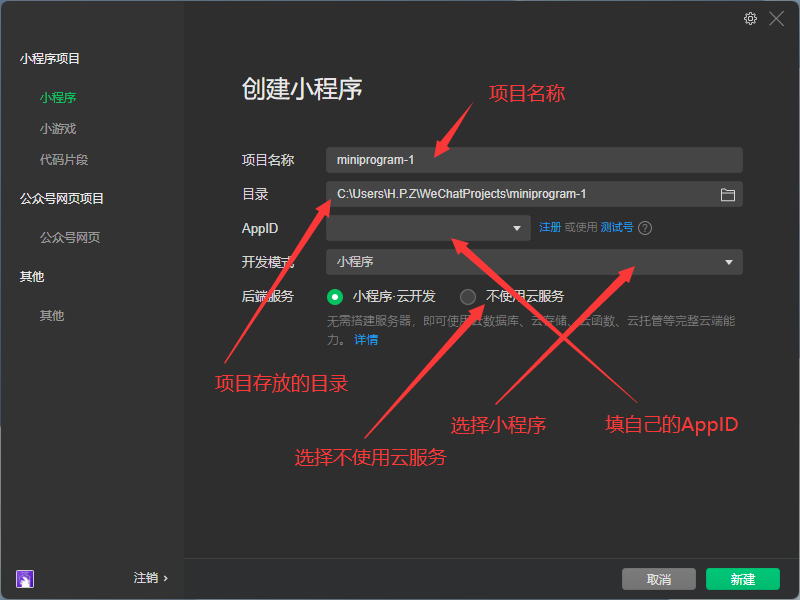 小程序项目
小程序
小游戏
代码片段
公众号网页项目
公众号网页
其他
其他
注销 ›
创建小程序
项目名称
项目名称 miniprogram-1
目录 C:\Users\H.P.Z\WeChatProjects\miniprogram-1
AppID 注册 或使用 测试号 ?
开发模式 小程序
后端服务 小程序·云开发 不使用云服务
无需搭建服务器，即可使用云数据库、云存储、云函数、云托管等完整云端能
力。 详情
项目存放的目录
选择小程序
填自己的AppID
选择不使用云服务
取消 新建